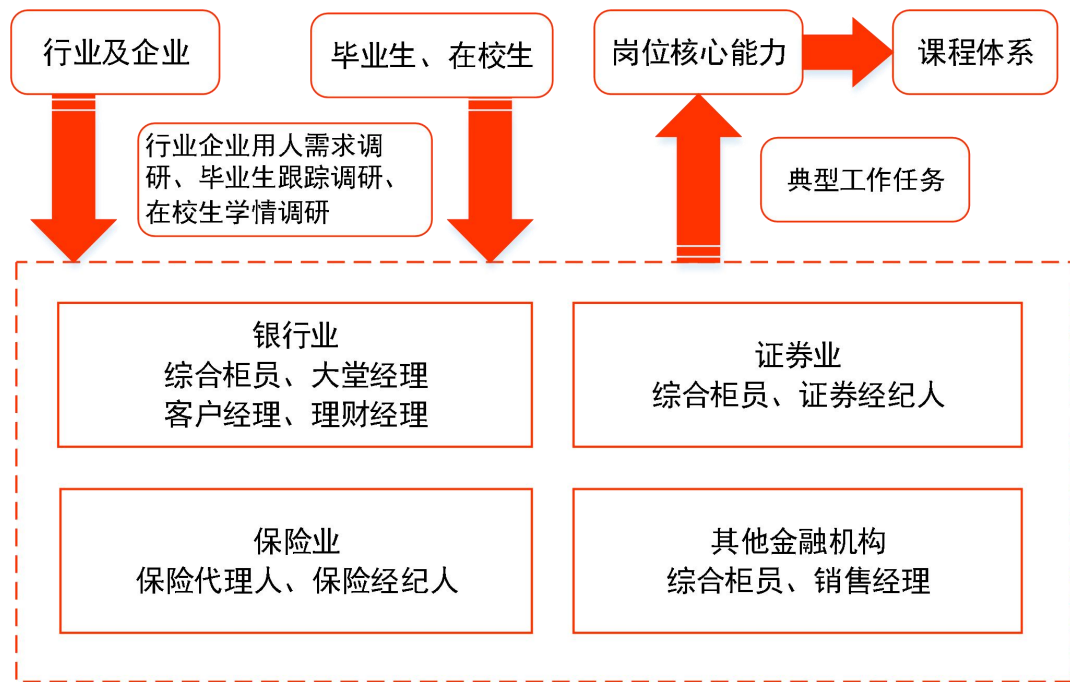 行业及企业
毕业生、在校生
岗位核心能力
课程体系
行业企业用人需求调
研、毕业生跟踪调研、
在校生学情调研
典型工作任务
银行业
综合柜员、大堂经理
客户经理、理财经理
证券业
综合柜员、证券经纪人
保险业
保险代理人、保险经纪人
其他金融机构
综合柜员、销售经理